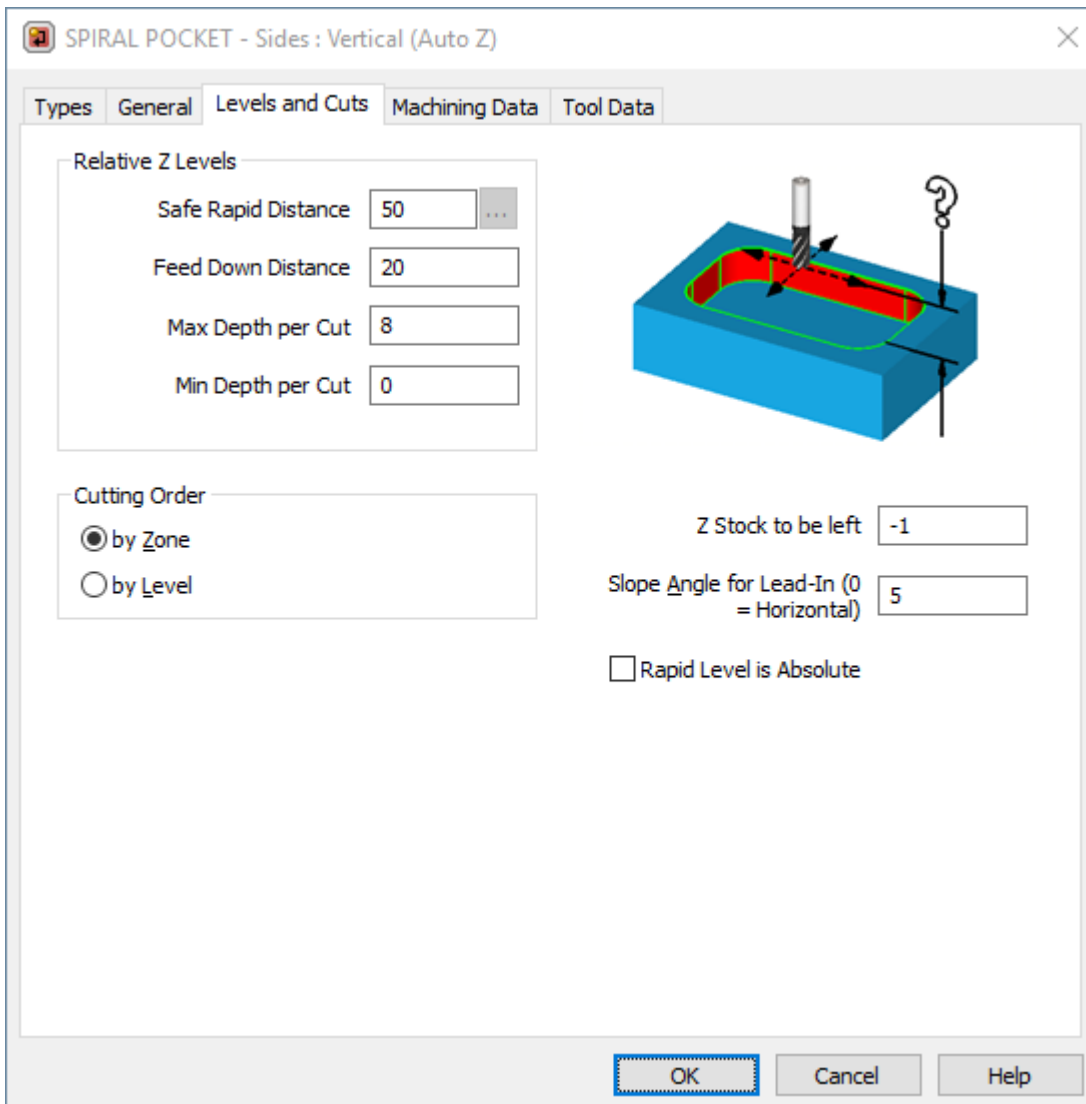 SPIRAL POCKET - Sides : Vertical (Auto Z)
Types General Levels and Cuts Machining Data Tool Data
Relative Z Levels
Safe Rapid Distance 50 ...
Feed Down Distance 20
Max Depth per Cut 8
Min Depth per Cut 0
?
Cutting Order
by Zone
by Level
Z Stock to be left -1
Slope Angle for Lead-In (0
= Horizontal) 5
Rapid Level is Absolute
OK Cancel Help